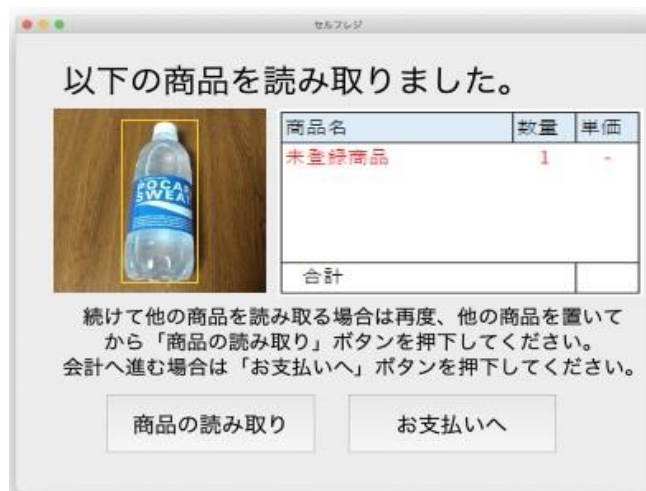 セルフレジ
以下の商品を読み取りました。
POCARI
SWEAT
商品名 数量 単価
未登録商品 1 -
合計
続けて他の商品を読み取る場合は再度、他の商品を置いて
から「商品の読み取り」ボタンを押下してください。
会計へ進む場合は「お支払いへ」ボタンを押下してください。
商品の読み取り お支払いへ